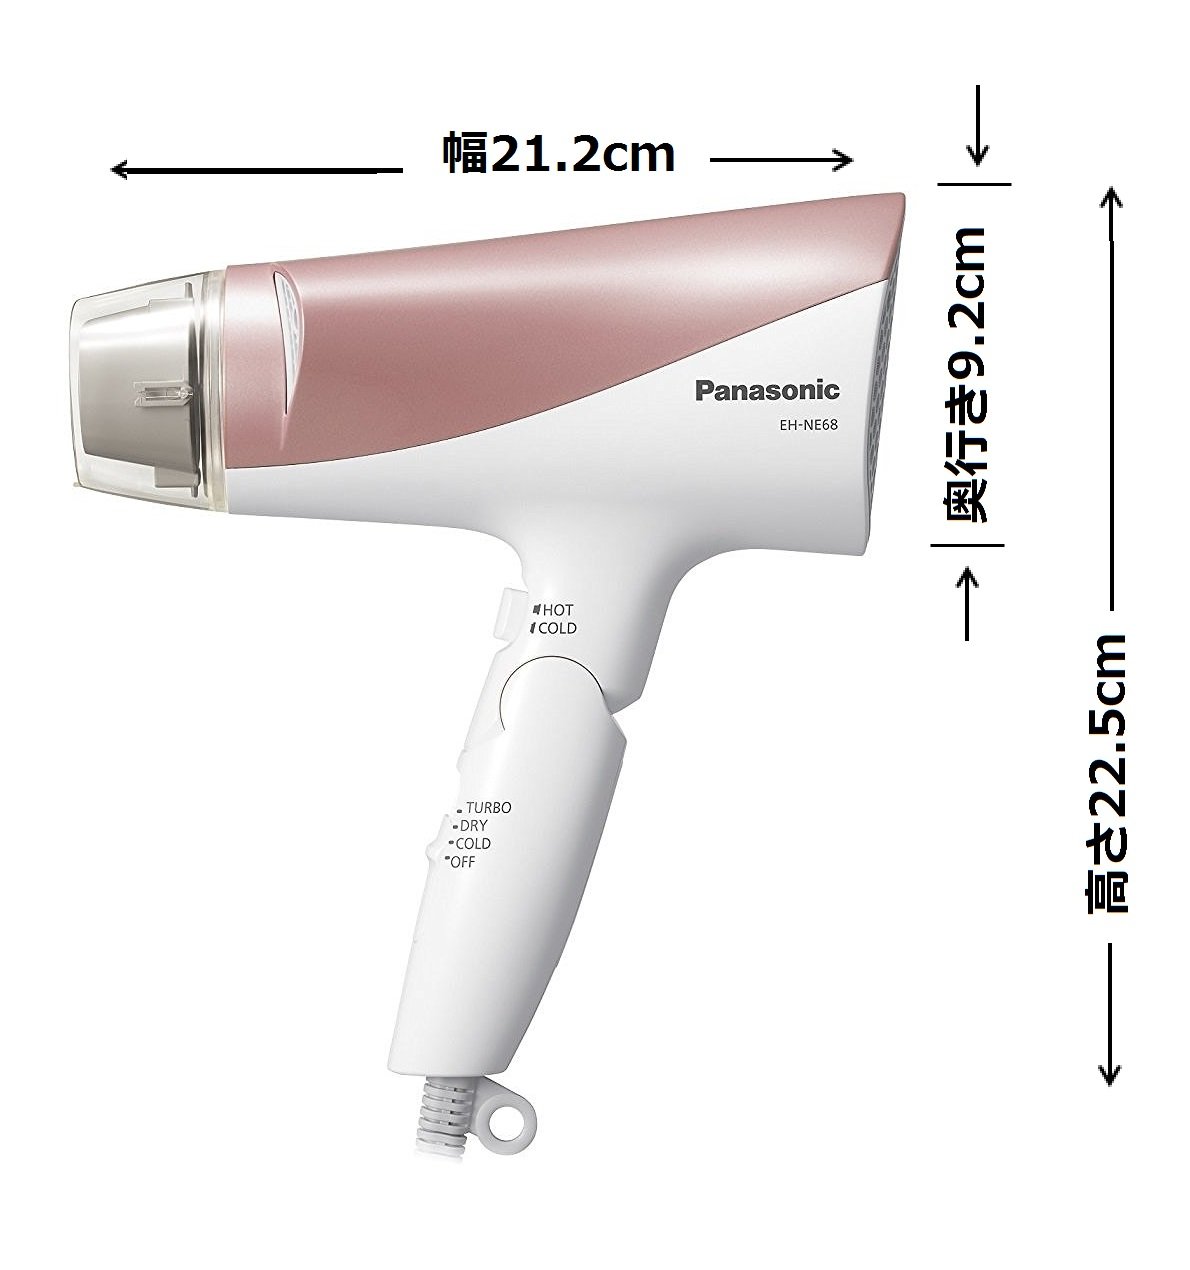 幅21.2cm
奥行き9.2cm
高さ22.5cm
Panasonic
EH-NE68
HOT
COLD
TURBO
DRY
COLD
OFF